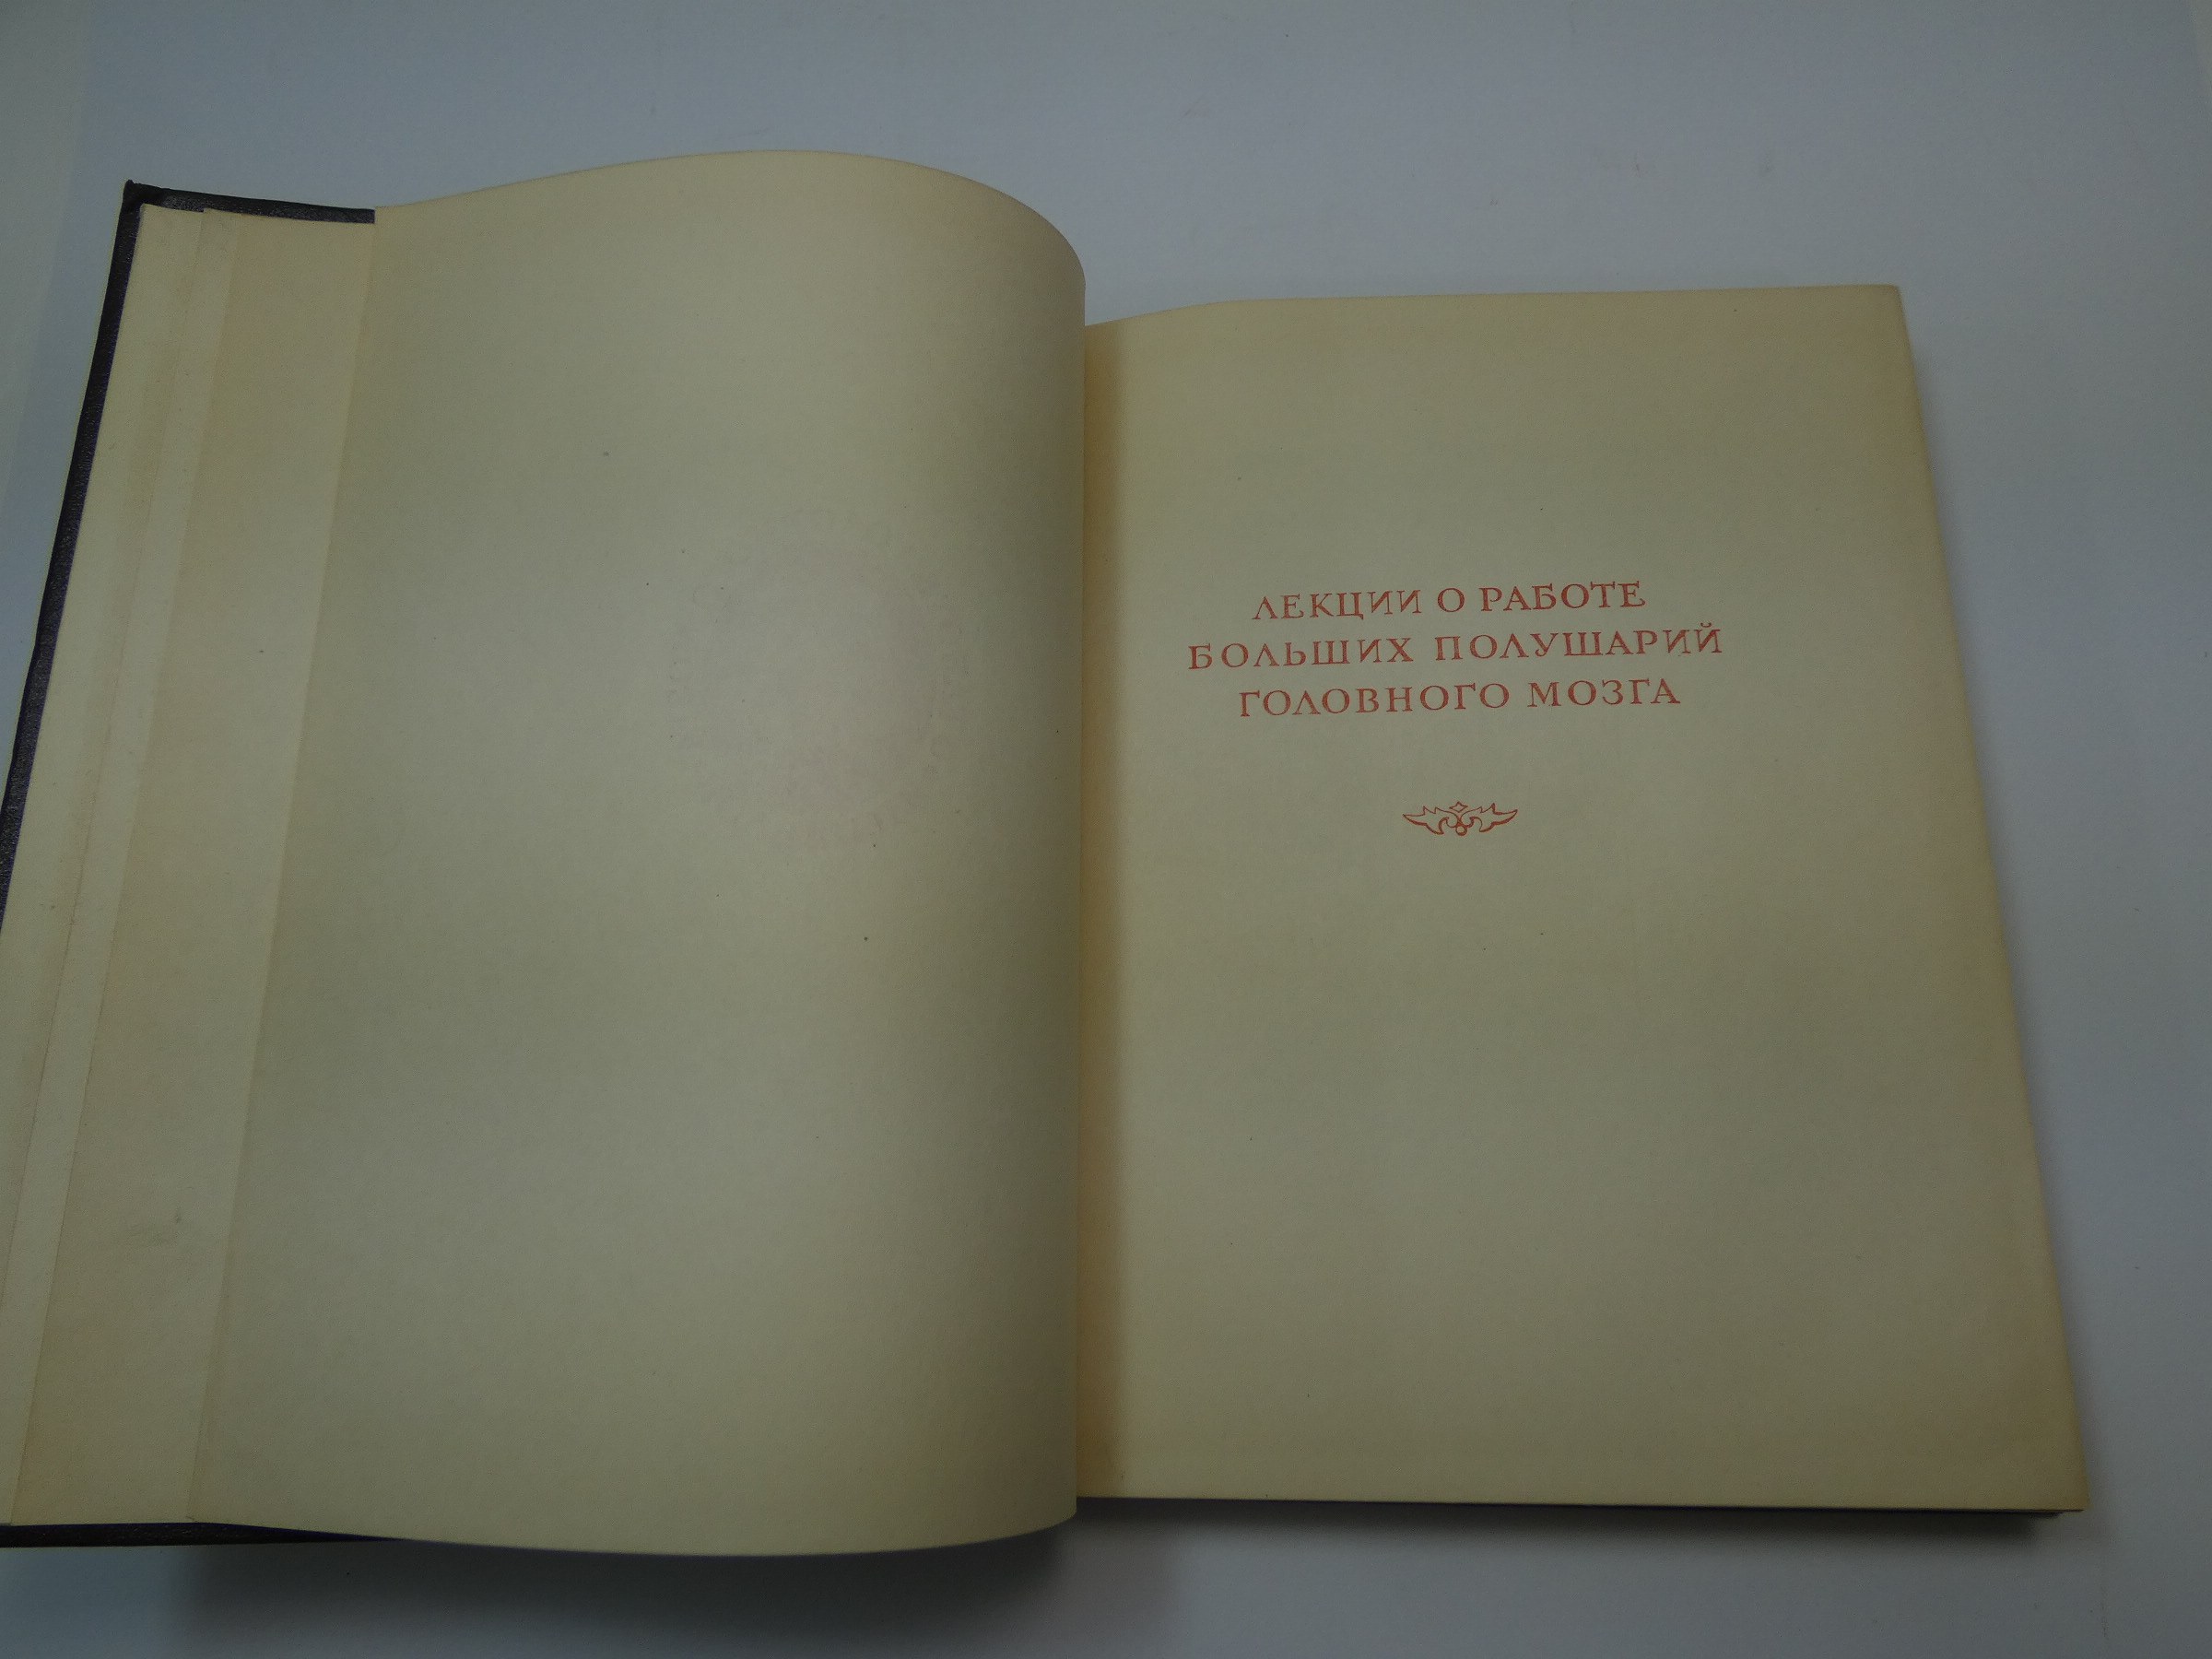 ЛЕКЦИИ О РАБОТЕ
БОЛЬШИХ ПОЛУШАРИЙ
ГОЛОВНОГО МОЗГА